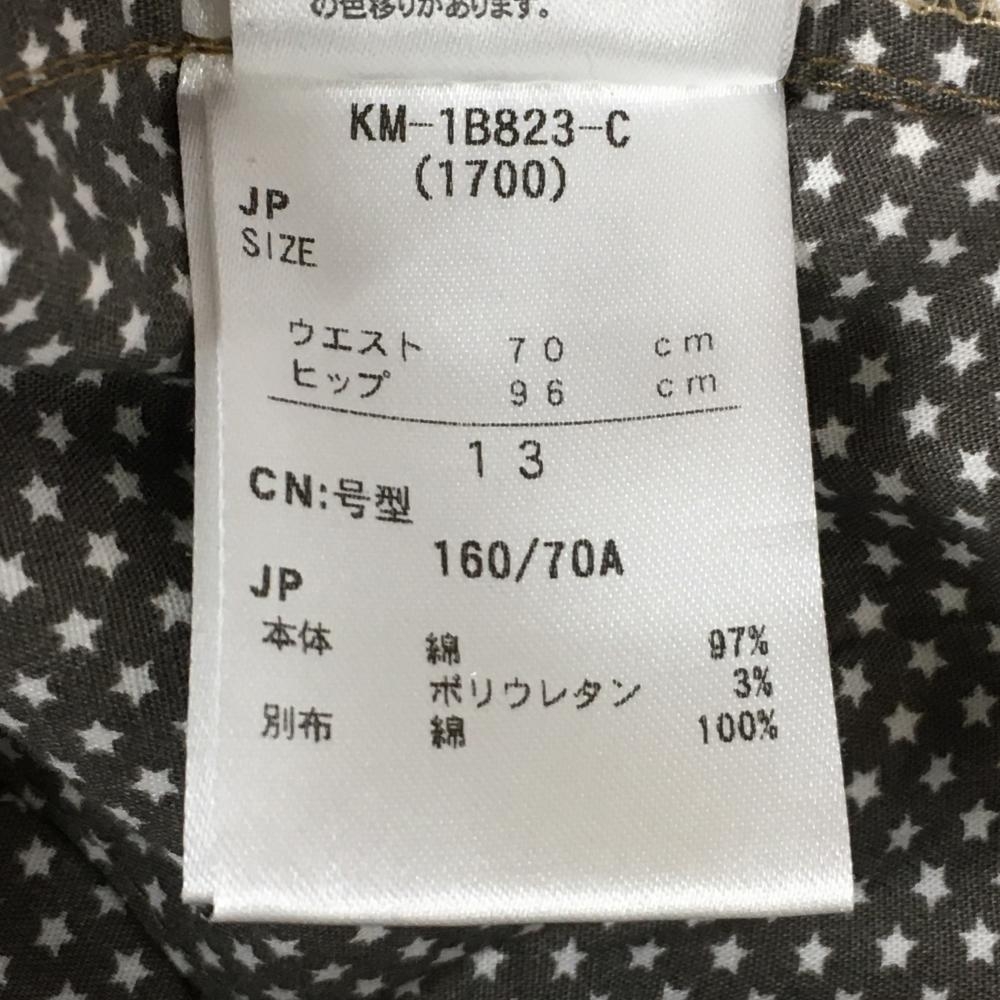 の色移りがあります。
KM-1B823-C
(1700)
JP
SIZE
ウエスト 70 cm
ヒップ 96 cm
13
CN:号型
160/70A
JP
本体 綿 97%
ポリウレタン 3%
別布 綿 100%